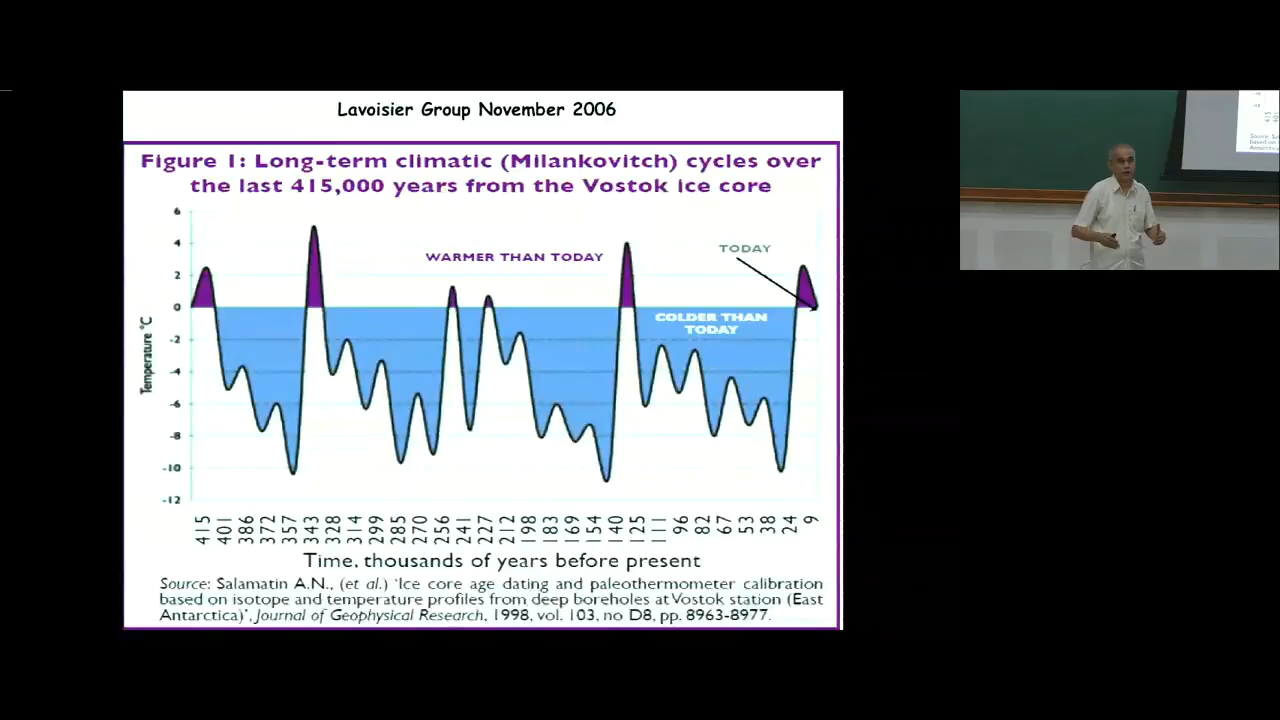 Lavoisier Group November 2006
Figure 1: Long-term climatic (Milankovitch) cycles over
the last 415,000 years from the Vostok ice core
6
4
2
0
-2
-4
-6
-8
-10
-12
Temperature °C
WARMER THAN TODAY
TODAY
COLDER THAN
TODAY
415 401 386 372 357 343 328 314 299 285 270 256 241 227 212 198 183 169 154 140 125 111 96 82 67 53 38 24 9
Time, thousands of years before present
Source: Salamatin A.N., (et al.) 'Ice core age dating and paleothermometer calibration
based on isotope and temperature profiles from deep boreholes at Vostok station (East
Antarctica)', Journal of Geophysical Research, 1998, vol. 103, no D8, pp. 8963-8977.